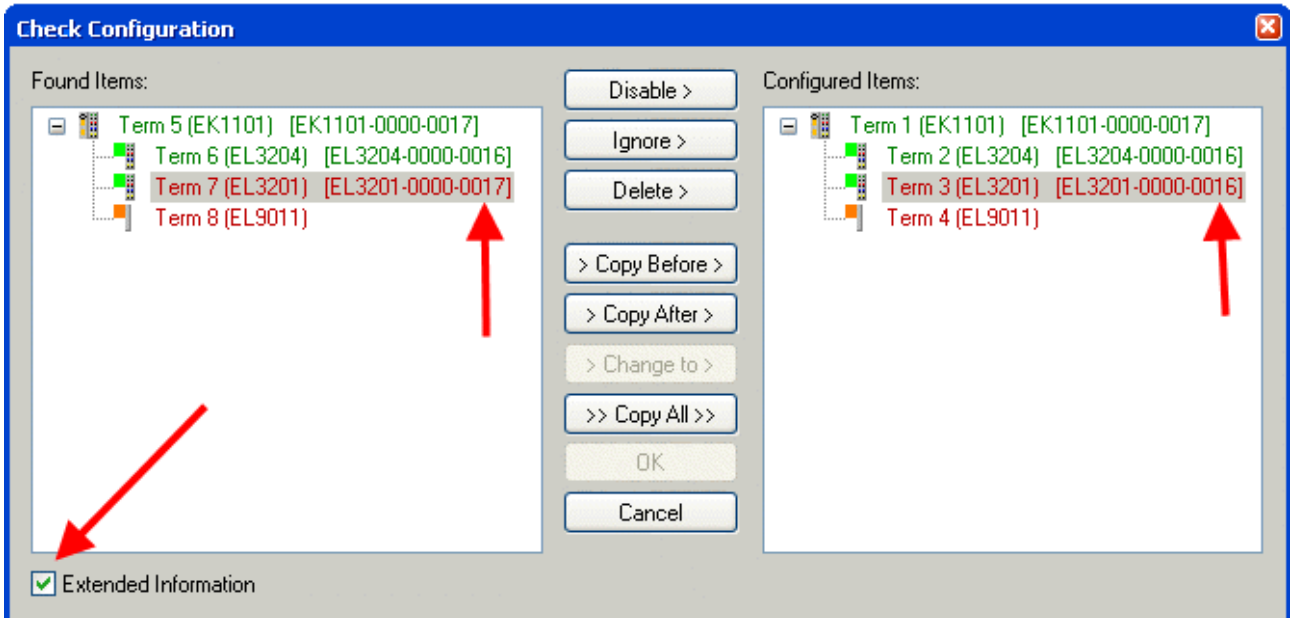 Check Configuration
Found Items:
Term 5 (EK1101) [EK1101-0000-0017]
Term 6 (EL3204) [EL3204-0000-0016]
Term 7 (EL3201) [EL3201-0000-0017]
Term 8 (EL9011)
Disable >
Ignore >
Delete >
> Copy Before >
> Copy After >
> Change to >
>> Copy All >>
OK
Cancel
Configured Items:
Term 1 (EK1101) [EK1101-0000-0017]
Term 2 (EL3204) [EL3204-0000-0016]
Term 3 (EL3201) [EL3201-0000-0016]
Term 4 (EL9011)
Extended Information